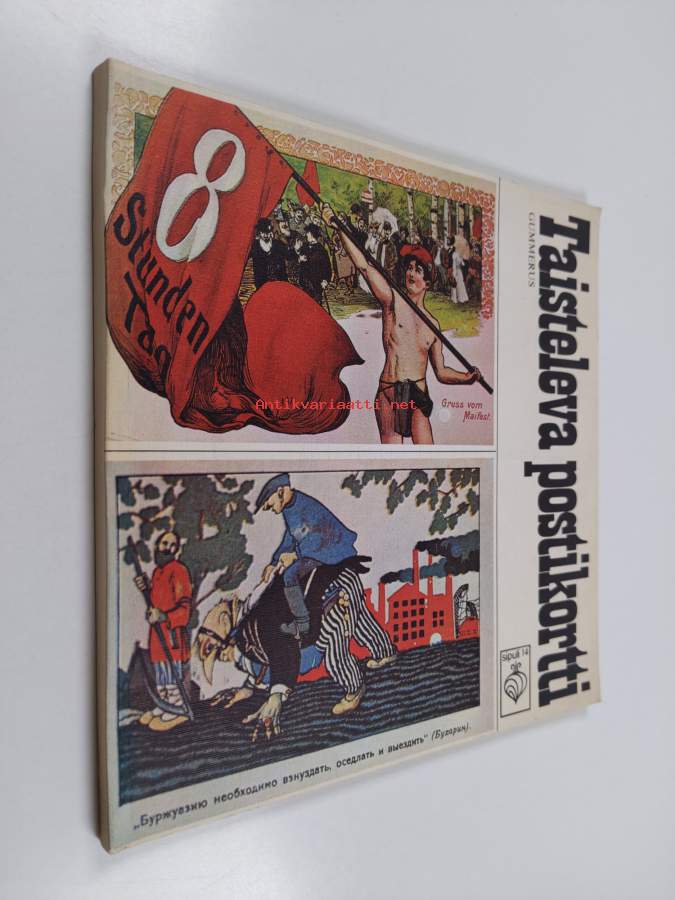 Taisteleva postikortti
GUMMERUS
8
Stunden
Tag
Gruss vom
Maifest.
Antikvariaatti.net
sipuli 14
„Буржуазию необходимо взнуздать, оседлать и выездить“ (Бухарин).